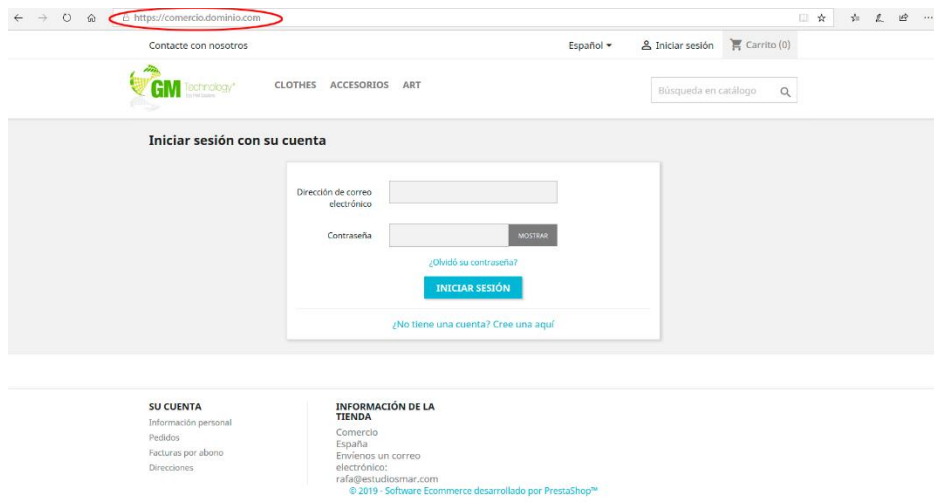 https://comercio.dominio.com
Contacte con nosotros
Español
Iniciar sesión
Carrito (0)
GM Technology
CLOTHES ACCESORIOS ART
Búsqueda en catálogo
Iniciar sesión con su cuenta
Dirección de correo
electrónico
Contraseña
MOSTRAR
¿Olvidó su contraseña?
INICIAR SESIÓN
¿No tiene una cuenta? Cree una aquí
SU CUENTA
Información personal
Pedidos
Facturas por abono
Direcciones
INFORMACIÓN DE LA
TIENDA
Comercio
España
Envíenos un correo
electrónico:
rafa@estudiosmar.com
© 2019 - Software Ecommerce desarrollado por PrestaShop™